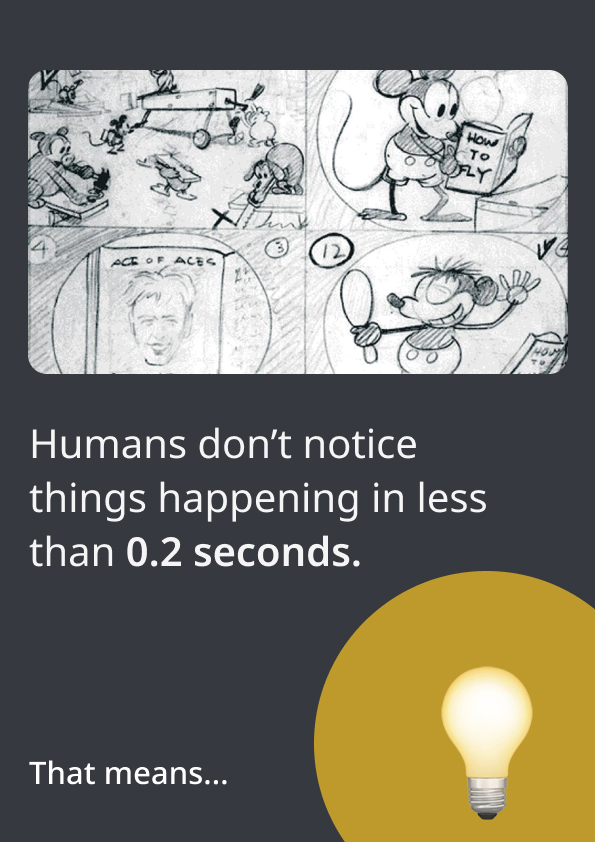 HOW
TO
FLY
4
ACE OF ACES
3
12
HOW
TO
Humans don’t notice
things happening in less
than 0.2 seconds.
That means...